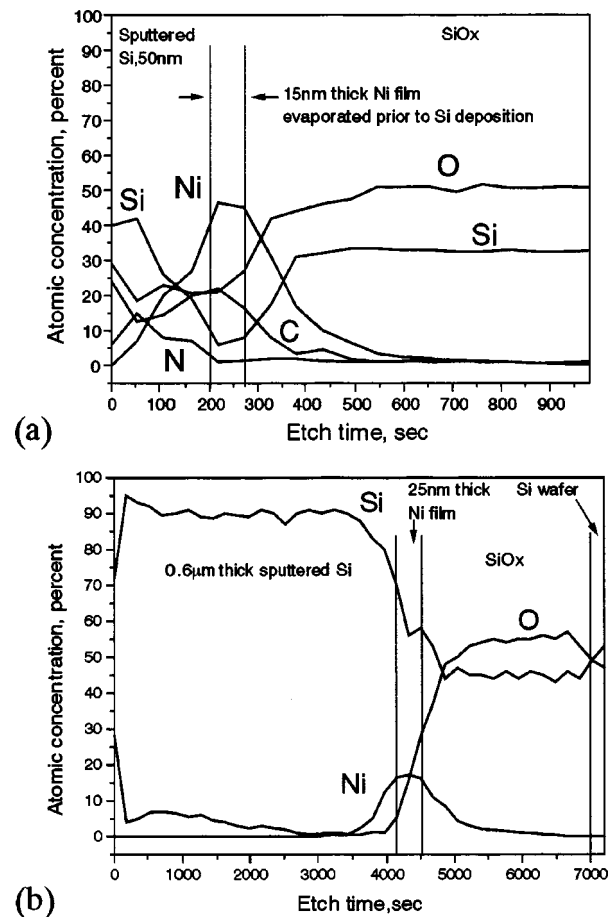 Sputtered
Si,50nm
SiOx
15nm thick Ni film
evaporated prior to Si deposition
Si
Ni
O
Si
C
N
100
90
80
70
60
50
40
30
20
10
0
Atomic concentration, percent
0 100 200 300 400 500 600 700 800 900
Etch time, sec
(a)
Si
25nm thick
Ni film
Si wafer
0.6μm thick sputtered Si
SiOx
O
Ni
100
90
80
70
60
50
40
30
20
10
0
Atomic concentration, percent
0 1000 2000 3000 4000 5000 6000 7000
Etch time,sec
(b)